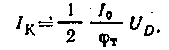 I_K ⇌ 1/2 I_0/φ_T U_D.